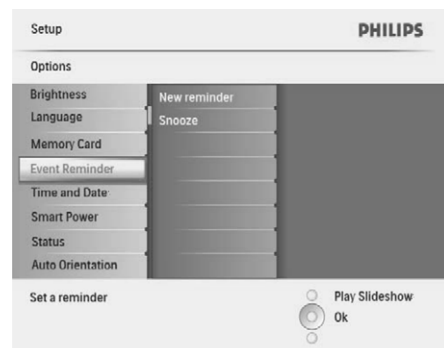 Setup PHILIPS
Options
Brightness
Language
Memory Card
Event Reminder
Time and Date
Smart Power
Status
Auto Orientation
New reminder
Snooze
Set a reminder
Play Slideshow
Ok